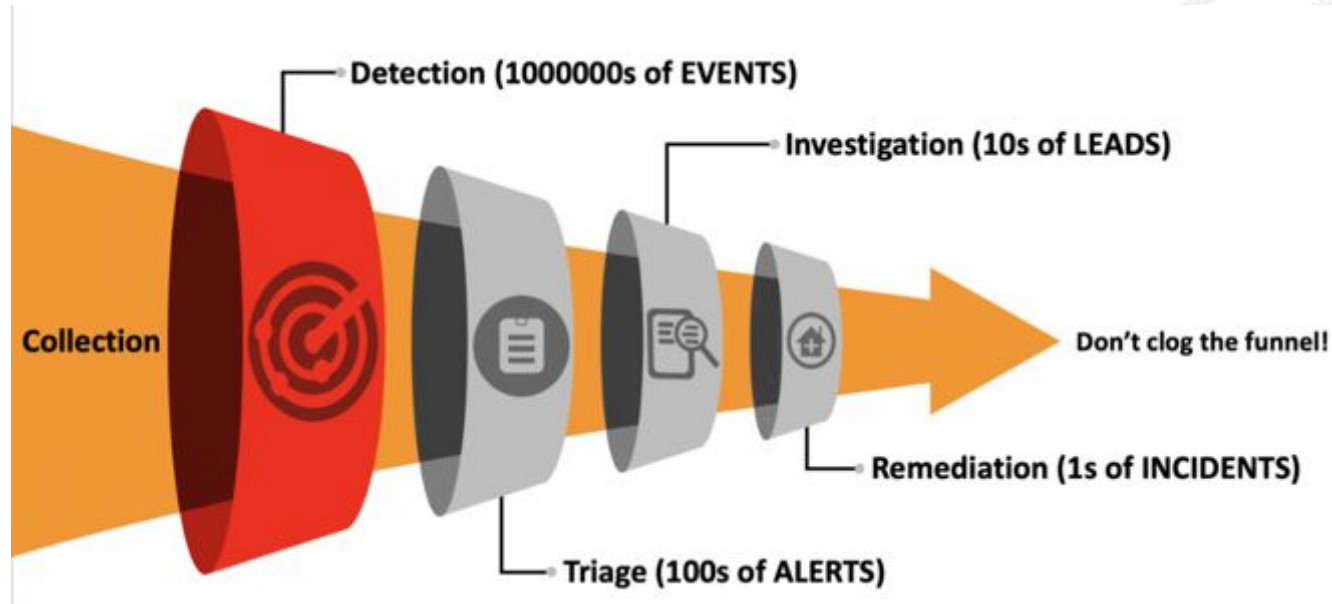 Detection (1000000s of EVENTS)
Investigation (10s of LEADS)
Collection
Don't clog the funnel!
Remediation (1s of INCIDENTS)
Triage (100s of ALERTS)